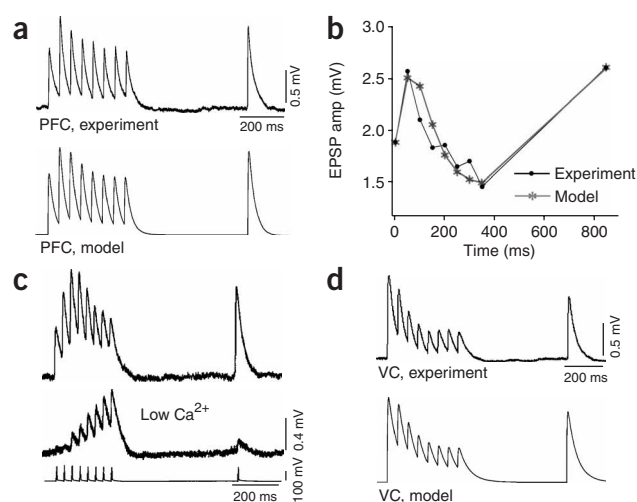 a
0.5 mV
PFC, experiment
200 ms
PFC, model
b
EPSP amp (mV)
3.0
2.5
2.0
1.5
Experiment
Model
0 200 400 600 800
Time (ms)
c
Low Ca2+
0.4 mV
100 mV
200 ms
d
0.5 mV
VC, experiment
200 ms
VC, model